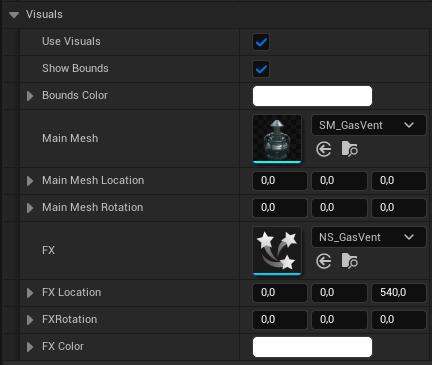 Visuals
Use Visuals
Show Bounds
Bounds Color
Main Mesh SM_GasVent
Main Mesh Location 0,0 0,0 0,0
Main Mesh Rotation 0,0 0,0 0,0
FX NS_GasVent
FX Location 0,0 0,0 540,0
FXRotation 0,0 0,0 0,0
FX Color